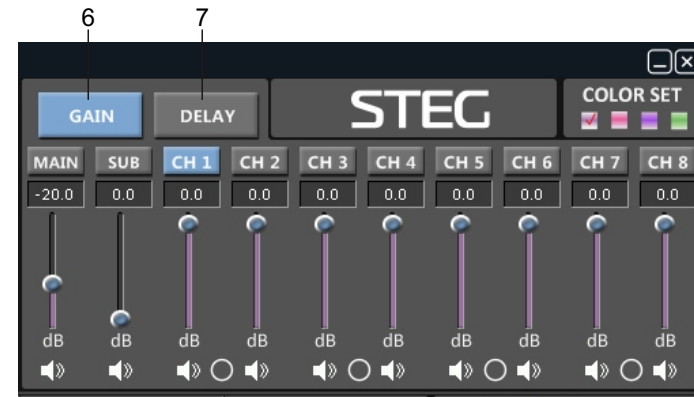 6 7
GAIN DELAY STEG COLOR SET
MAIN SUB CH 1 CH 2 CH 3 CH 4 CH 5 CH 6 CH 7 CH 8
-20.0 0.0 0.0 0.0 0.0 0.0 0.0 0.0 0.0 0.0
dB dB dB dB dB dB dB dB dB dB